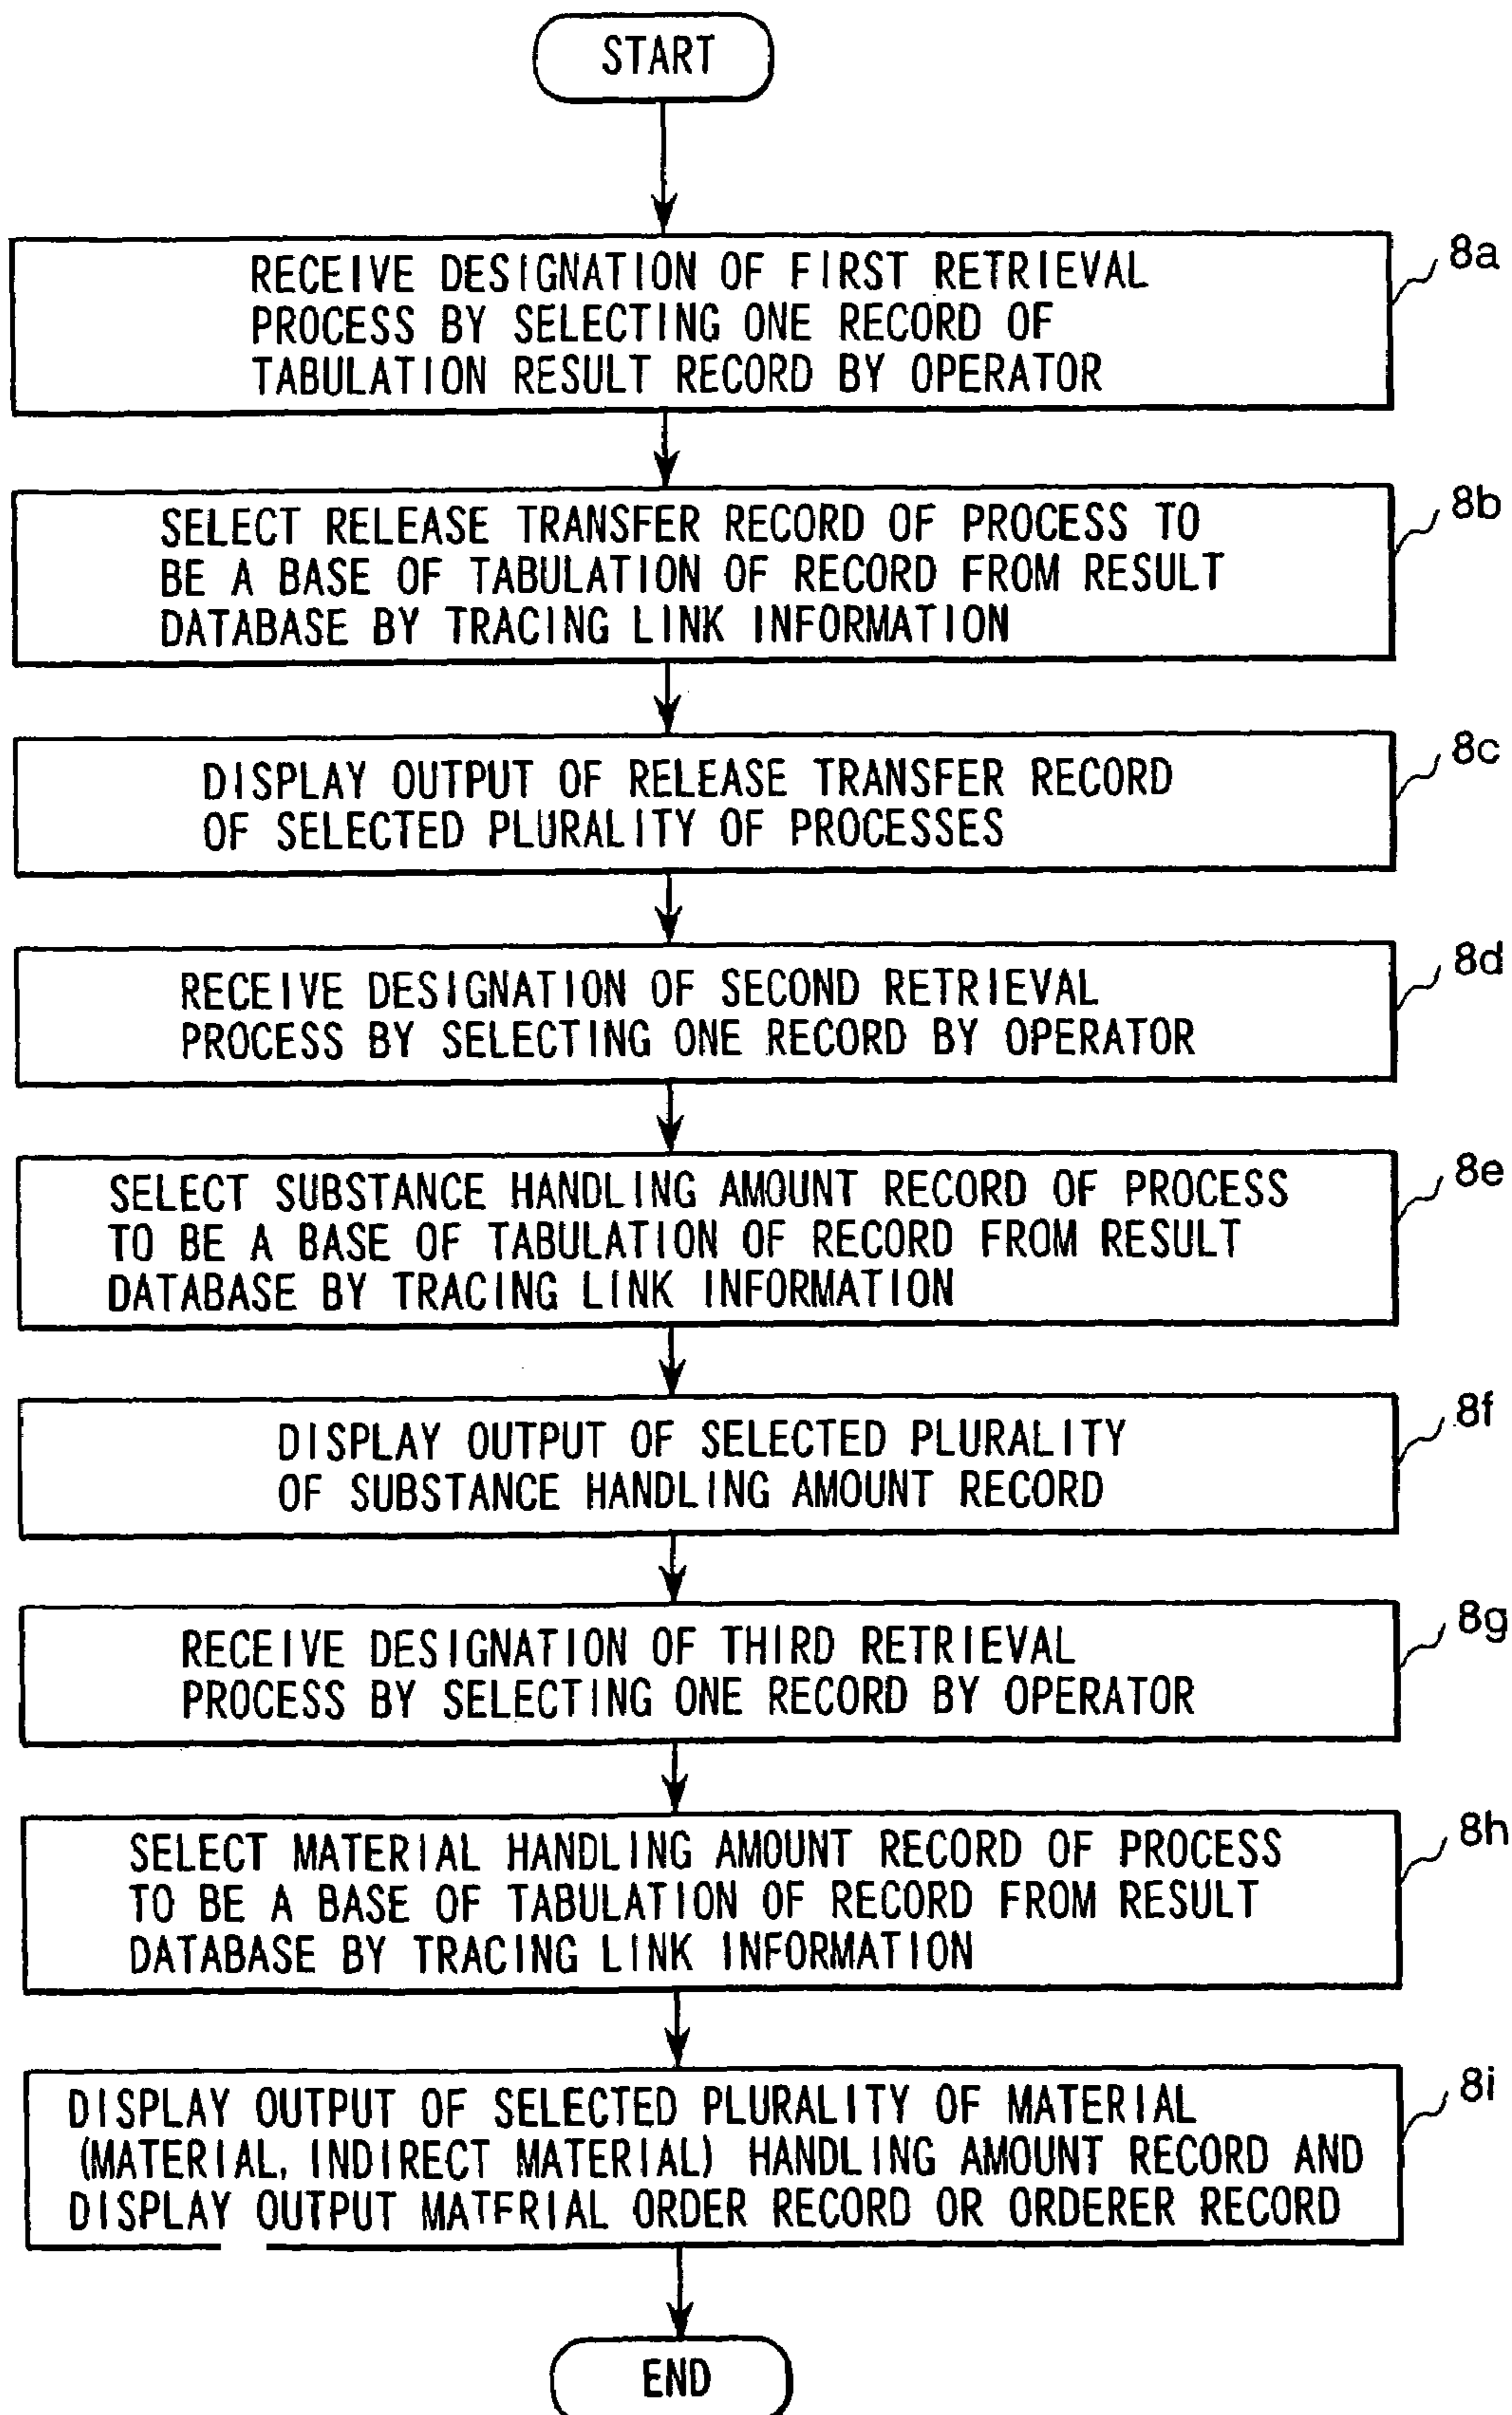 START
8a
RECEIVE DESIGNATION OF FIRST RETRIEVAL
PROCESS BY SELECTING ONE RECORD OF
TABULATION RESULT RECORD BY OPERATOR
8b
SELECT RELEASE TRANSFER RECORD OF PROCESS TO
BE A BASE OF TABULATION OF RECORD FROM RESULT
DATABASE BY TRACING LINK INFORMATION
8c
DISPLAY OUTPUT OF RELEASE TRANSFER RECORD
OF SELECTED PLURALITY OF PROCESSES
8d
RECEIVE DESIGNATION OF SECOND RETRIEVAL
PROCESS BY SELECTING ONE RECORD BY OPERATOR
8e
SELECT SUBSTANCE HANDLING AMOUNT RECORD OF PROCESS
TO BE A BASE OF TABULATION OF RECORD FROM RESULT
DATABASE BY TRACING LINK INFORMATION
8f
DISPLAY OUTPUT OF SELECTED PLURALITY
OF SUBSTANCE HANDLING AMOUNT RECORD
8g
RECEIVE DESIGNATION OF THIRD RETRIEVAL
PROCESS BY SELECTING ONE RECORD BY OPERATOR
8h
SELECT MATERIAL HANDLING AMOUNT RECORD OF PROCESS
TO BE A BASE OF TABULATION OF RECORD FROM RESULT
DATABASE BY TRACING LINK INFORMATION
8i
DISPLAY OUTPUT OF SELECTED PLURALITY OF MATERIAL
(MATERIAL, INDIRECT MATERIAL) HANDLING AMOUNT RECORD AND
DISPLAY OUTPUT MATERIAL ORDER RECORD OR ORDERER RECORD
END